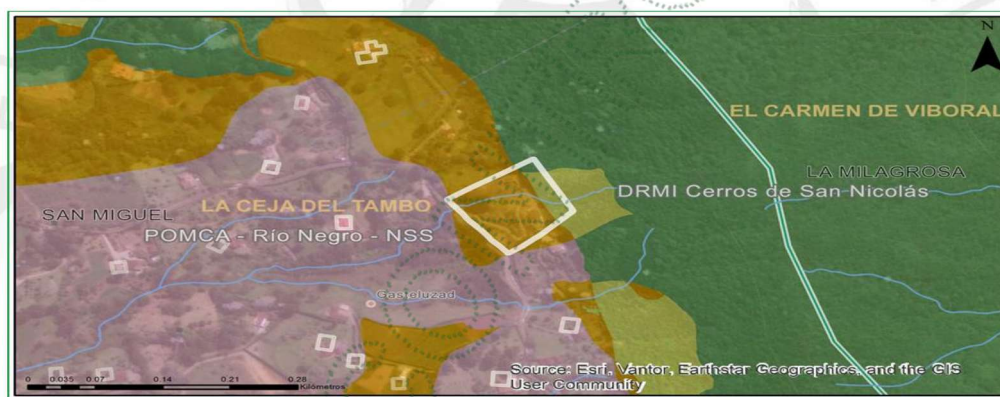 N
EL CARMEN DE VIBORAL
LA MILAGROSA
DRMI Cerros de San Nicolás
SAN MIGUEL
LA CEJA DEL TAMBO
POMCA - Río Negro - NSS
Gasteluzad
0 0.035 0.07 0.14 0.21 0.28
Kilómetros
Source: Esri, Vantor, Earthstar Geographics, and the GIS
User Community